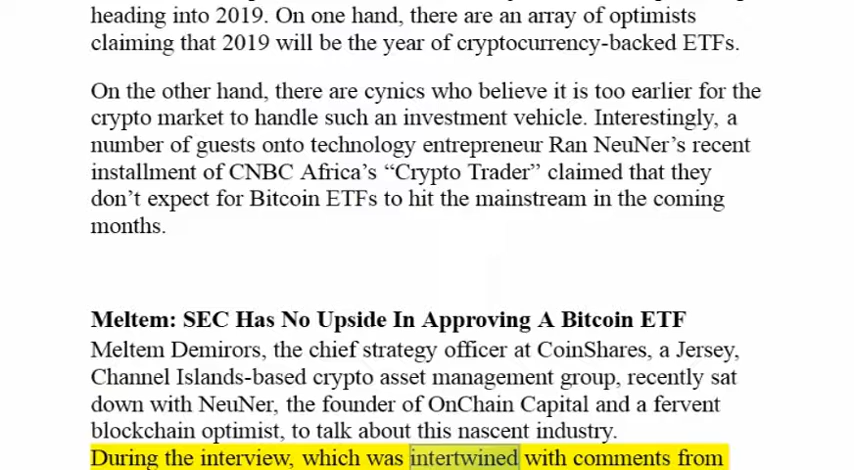 heading into 2019. On one hand, there are an array of optimists
claiming that 2019 will be the year of cryptocurrency-backed ETFs.
On the other hand, there are cynics who believe it is too earlier for the
crypto market to handle such an investment vehicle. Interestingly, a
number of guests onto technology entrepreneur Ran NeuNer’s recent
installment of CNBC Africa’s “Crypto Trader” claimed that they
don’t expect for Bitcoin ETFs to hit the mainstream in the coming
months.
Meltem: SEC Has No Upside In Approving A Bitcoin ETF
Meltem Demirors, the chief strategy officer at CoinShares, a Jersey,
Channel Islands-based crypto asset management group, recently sat
down with NeuNer, the founder of OnChain Capital and a fervent
blockchain optimist, to talk about this nascent industry.
During the interview, which was intertwined with comments from